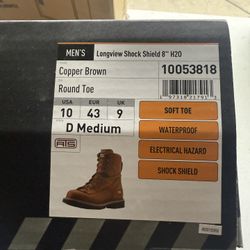 MEN'S Longview Shock Shield 8" H2O
Copper Brown 10053818
Round Toe
USA EUR UK
10 43 9
D Medium
ATS
SOFT TOE
WATERPROOF
ELECTRICAL HAZARD
SHOCK SHIELD